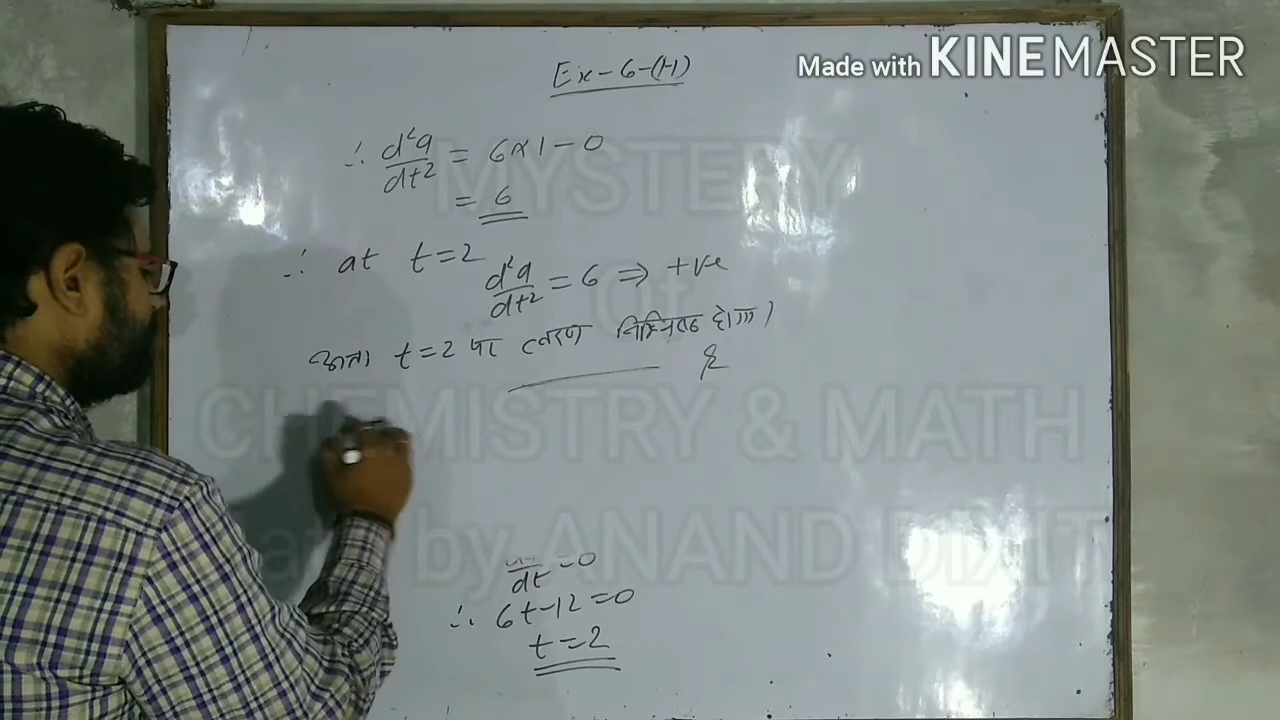 Made with KINEMASTER
Ex-6-(H)
∴ d²a/dt² = 6×1-0
= 6
∴ at t=2 d²a/dt² = 6 ⇒ +ve
अतः t=2 पर त्वरण निम्निष्ठ होगा।
MYSTERY
Of
CHEMISTRY & MATH
by ANAND DIXIT
/dt =0
∴ 6t-12=0
t=2